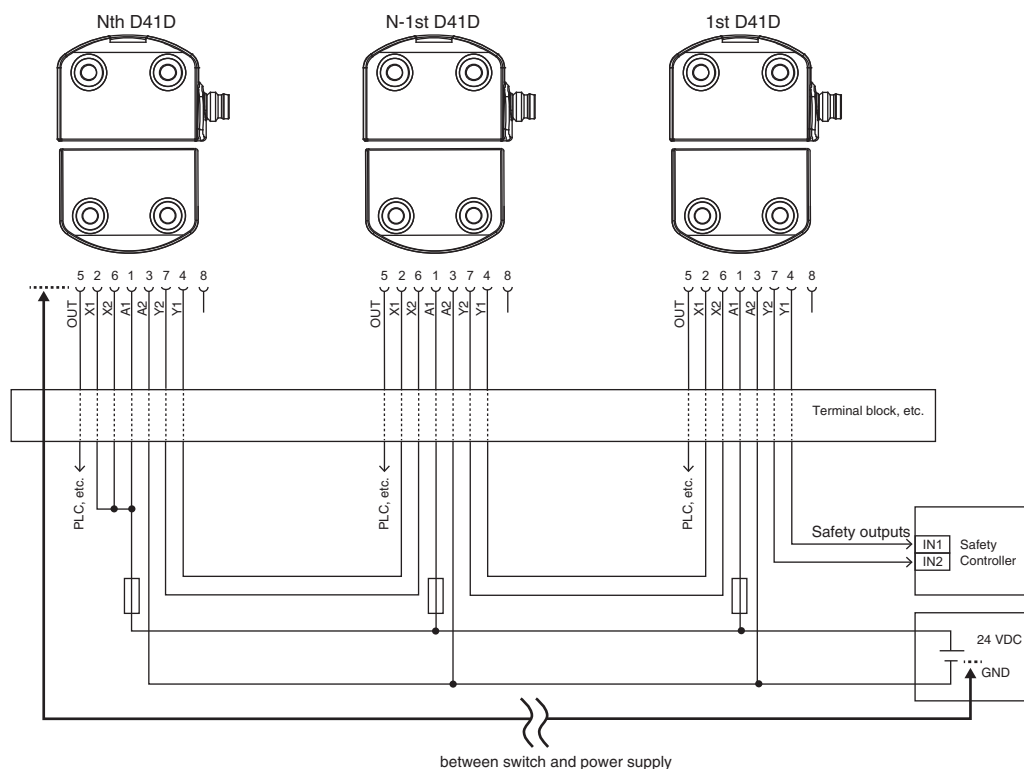 Nth D41D
N-1st D41D
1st D41D
5 2 6 1 3 7 4 8
5 2 6 1 3 7 4 8
5 2 6 1 3 7 4 8
OUT X1 X2 A1 A2 Y2 Y1
OUT X1 X2 A1 A2 Y2 Y1
OUT X1 X2 A1 A2 Y2 Y1
Terminal block, etc.
PLC, etc.
PLC, etc.
PLC, etc.
Safety outputs
IN1
IN2
Safety
Controller
24 VDC
GND
between switch and power supply